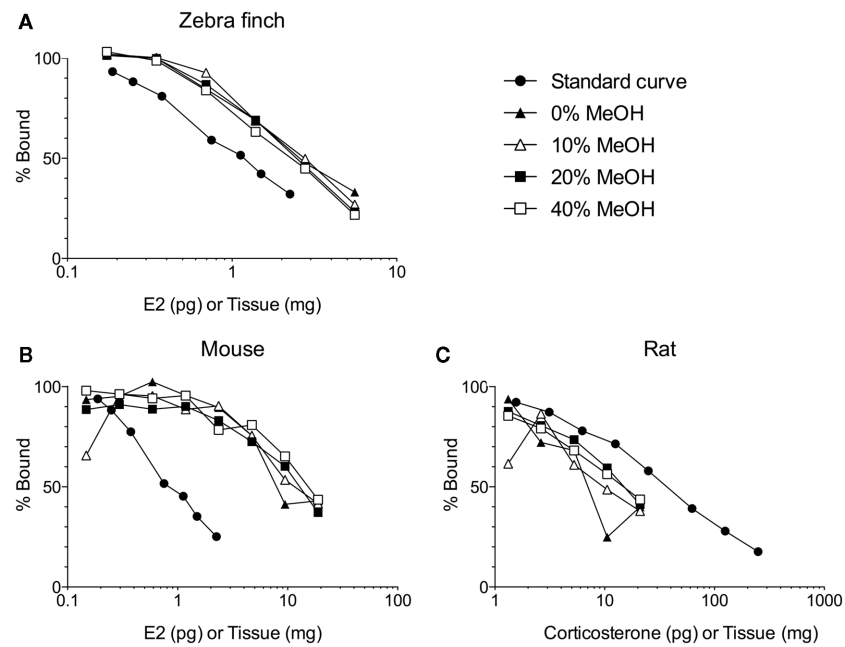 A
Zebra finch
% Bound
100
50
0
0.1
1
10
E2 (pg) or Tissue (mg)
Standard curve
0% MeOH
10% MeOH
20% MeOH
40% MeOH
B
Mouse
% Bound
100
50
0
0.1
1
10
100
E2 (pg) or Tissue (mg)
C
Rat
% Bound
100
50
0
1
10
100
1000
Corticosterone (pg) or Tissue (mg)